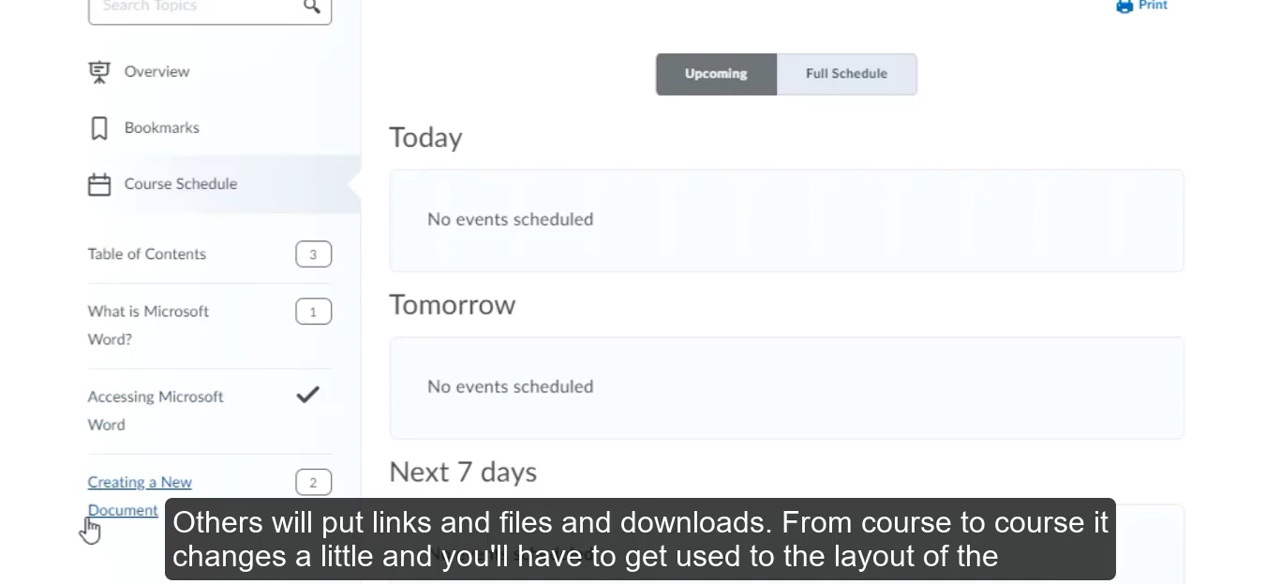 Search Topics
Print
Overview
Bookmarks
Course Schedule
Upcoming
Full Schedule
Table of Contents
3
What is Microsoft
Word?
1
Accessing Microsoft
Word
Creating a New
Document
2
Today
No events scheduled
Tomorrow
No events scheduled
Next 7 days
Others will put links and files and downloads. From course to course it
changes a little and you'll have to get used to the layout of the